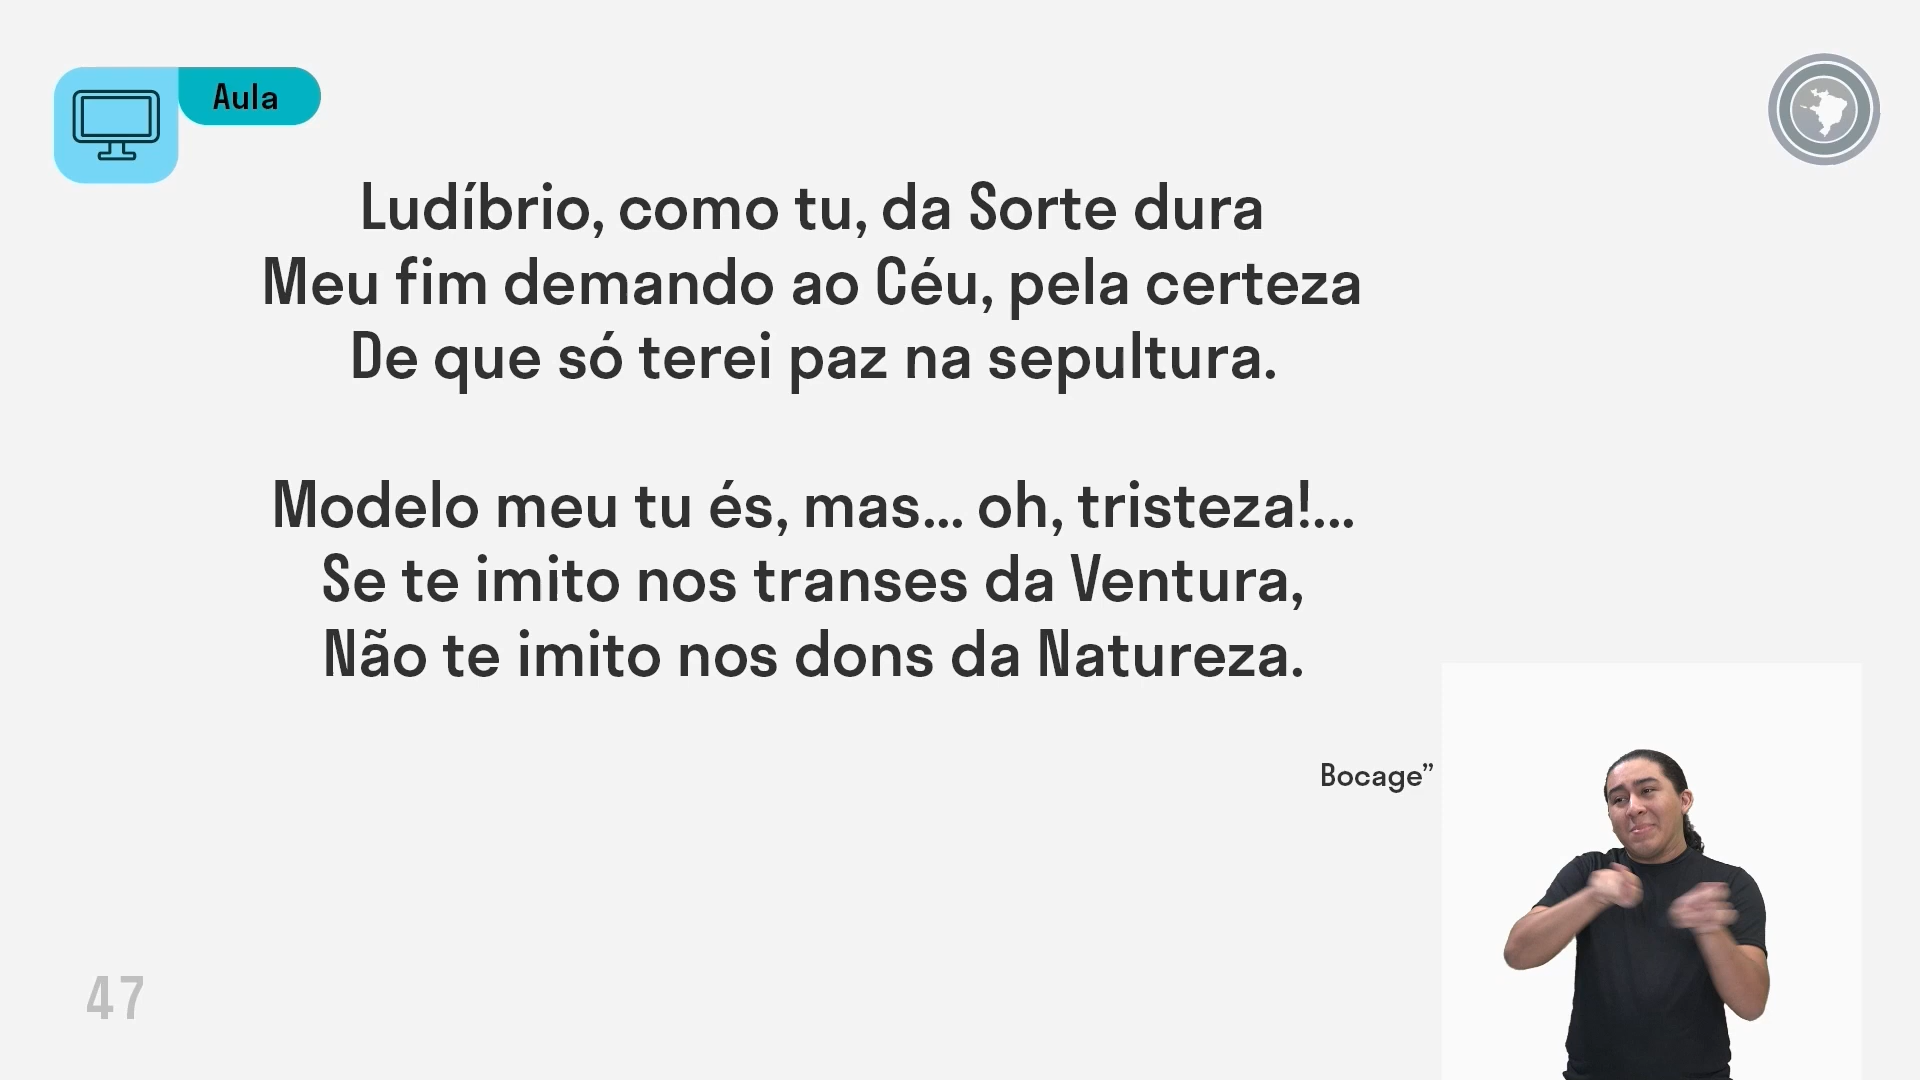 Aula
Ludíbrio, como tu, da Sorte dura
Meu fim demando ao Céu, pela certeza
De que só terei paz na sepultura.
Modelo meu tu és, mas... oh, tristeza!...
Se te imito nos transes da Ventura,
Não te imito nos dons da Natureza.
Bocage”
47